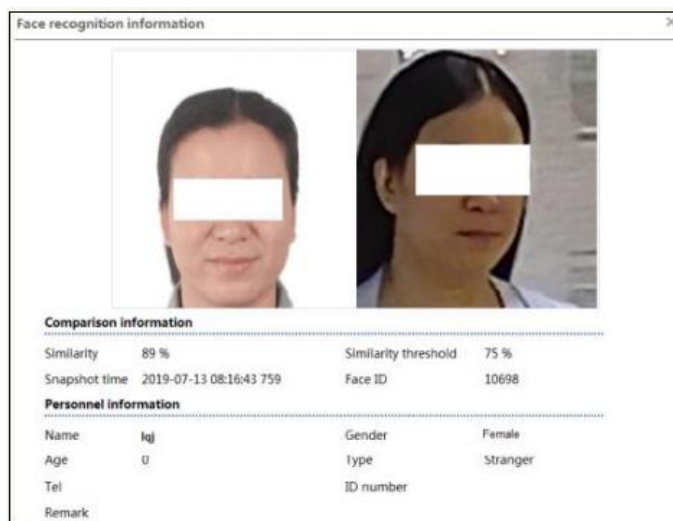 Face recognition information
Comparison information
Similarity 89 % Similarity threshold 75 %
Snapshot time 2019-07-13 08:16:43 759 Face ID 10698
Personnel information
Name lqj Gender Female
Age 0 Type Stranger
Tel ID number
Remark